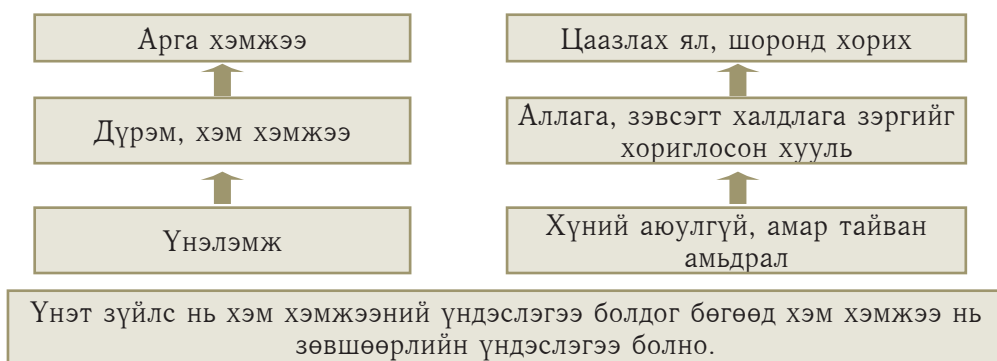 Арга хэмжээ
Дүрэм, хэм хэмжээ
Үнэлэмж
Цаазлах ял, шоронд хорих
Аллага, зэвсэгт халдлага зэргийг
хориглосон хууль
Хүний аюулгүй, амар тайван
амьдрал
Үнэт зүйлс нь хэм хэмжээний үндэслэгээ болдог бөгөөд хэм хэмжээ нь
зөвшөөрлийн үндэслэгээ болно.